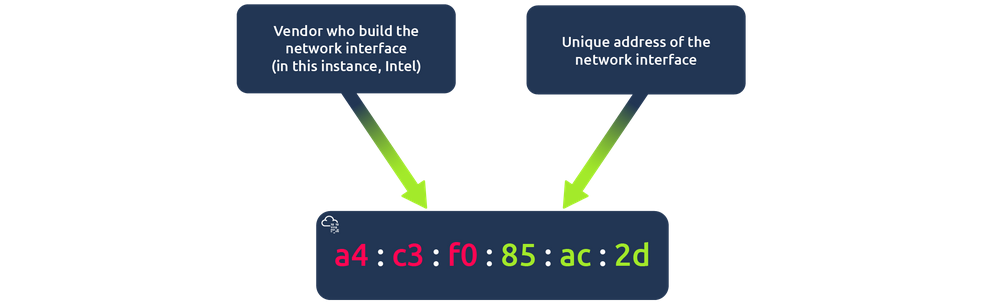 Vendor who build the
network interface
(in this instance, Intel)
Unique address of the
network interface
a4:c3:f0:85:ac:2d